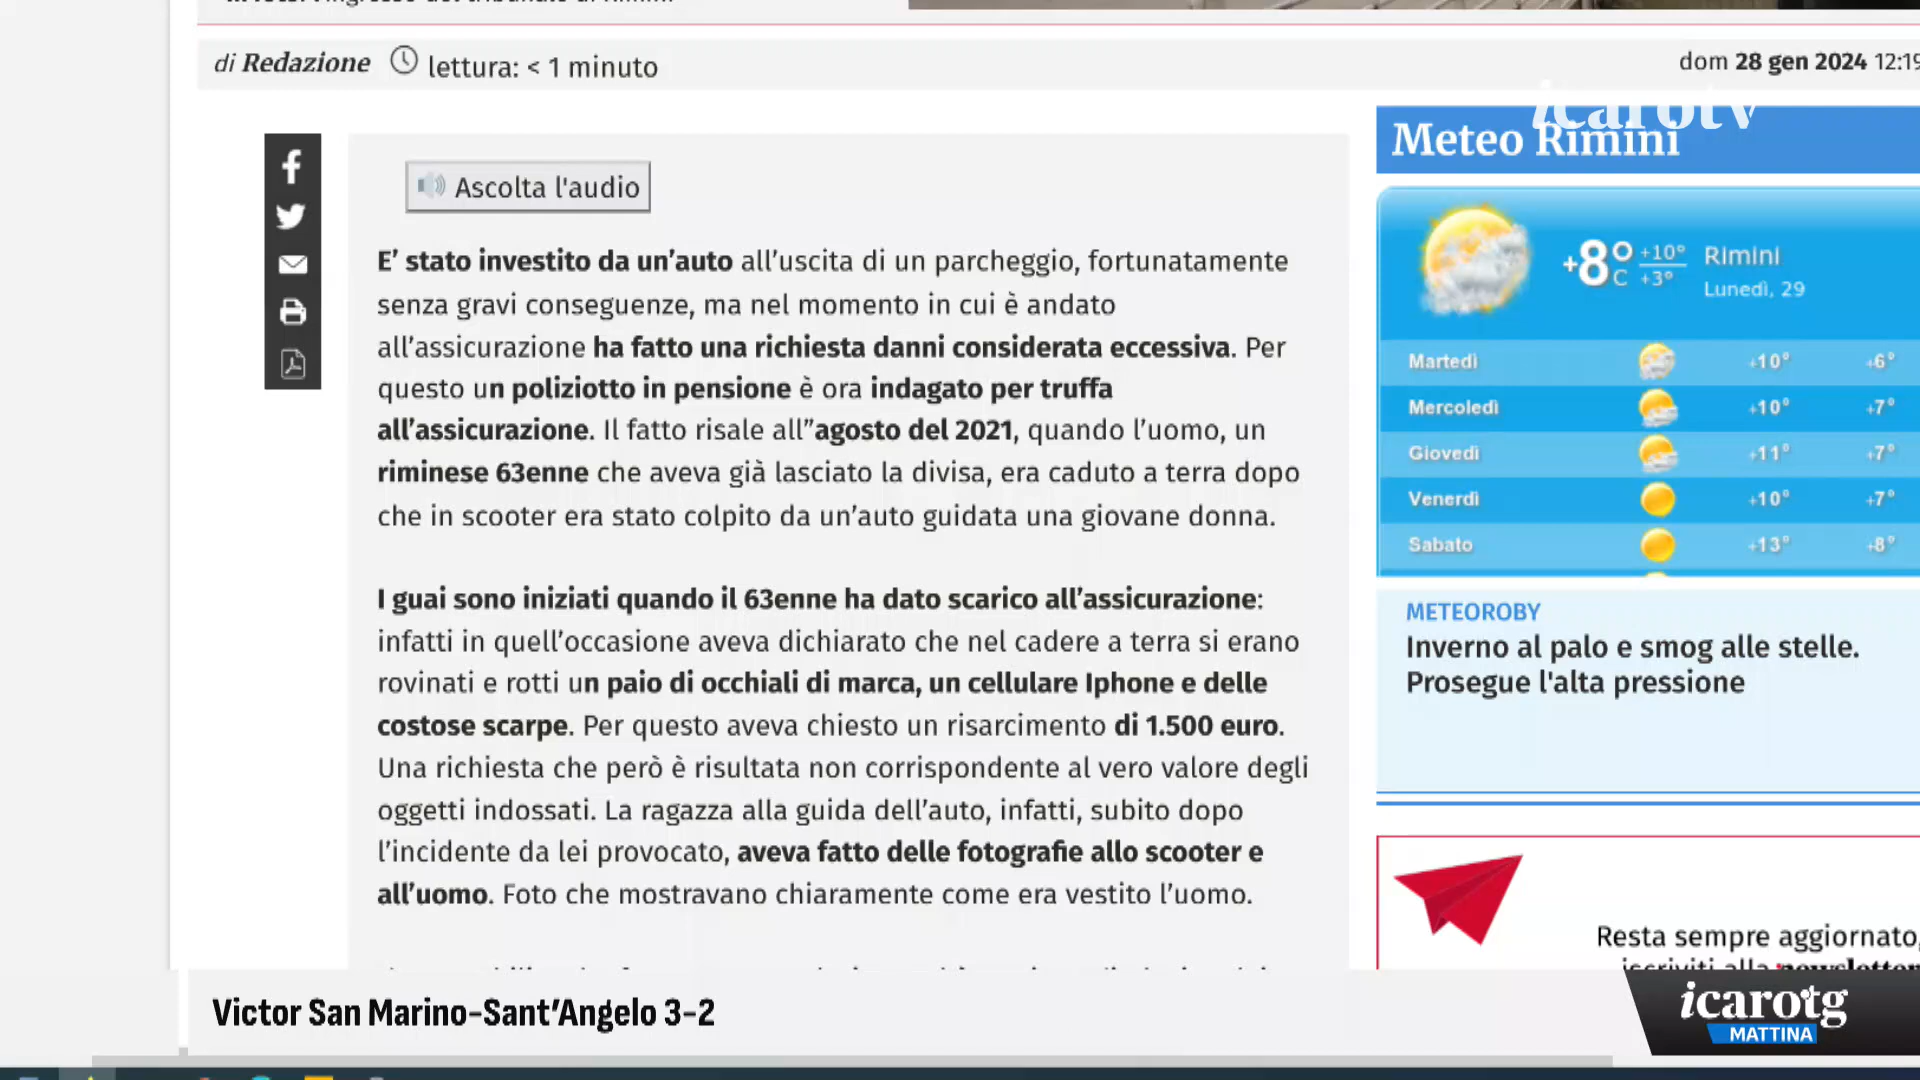 di Redazione lettura: < 1 minuto
dom 28 gen 2024 12:19
icarotv
Ascolta l'audio
E' stato investito da un'auto all'uscita di un parcheggio, fortunatamente
senza gravi conseguenze, ma nel momento in cui è andato
all'assicurazione ha fatto una richiesta danni considerata eccessiva. Per
questo un poliziotto in pensione è ora indagato per truffa
all'assicurazione. Il fatto risale all''agosto del 2021, quando l'uomo, un
riminese 63enne che aveva già lasciato la divisa, era caduto a terra dopo
che in scooter era stato colpito da un'auto guidata una giovane donna.
I guai sono iniziati quando il 63enne ha dato scarico all'assicurazione:
infatti in quell'occasione aveva dichiarato che nel cadere a terra si erano
rovinati e rotti un paio di occhiali di marca, un cellulare Iphone e delle
costose scarpe. Per questo aveva chiesto un risarcimento di 1.500 euro.
Una richiesta che però è risultata non corrispondente al vero valore degli
oggetti indossati. La ragazza alla guida dell'auto, infatti, subito dopo
l'incidente da lei provocato, aveva fatto delle fotografie allo scooter e
all'uomo. Foto che mostravano chiaramente come era vestito l'uomo.
Meteo Rimini
+8°C +10° +3° Rimini
Lunedì, 29
Martedì +10° +6°
Mercoledì +10° +7°
Giovedì +11° +7°
Venerdì +10° +7°
Sabato +13° +8°
METEOROBY
Inverno al palo e smog alle stelle.
Prosegue l'alta pressione
Resta sempre aggiornato,
iscriviti alla newsletter
Victor San Marino-Sant'Angelo 3-2
icarotg
MATTINA